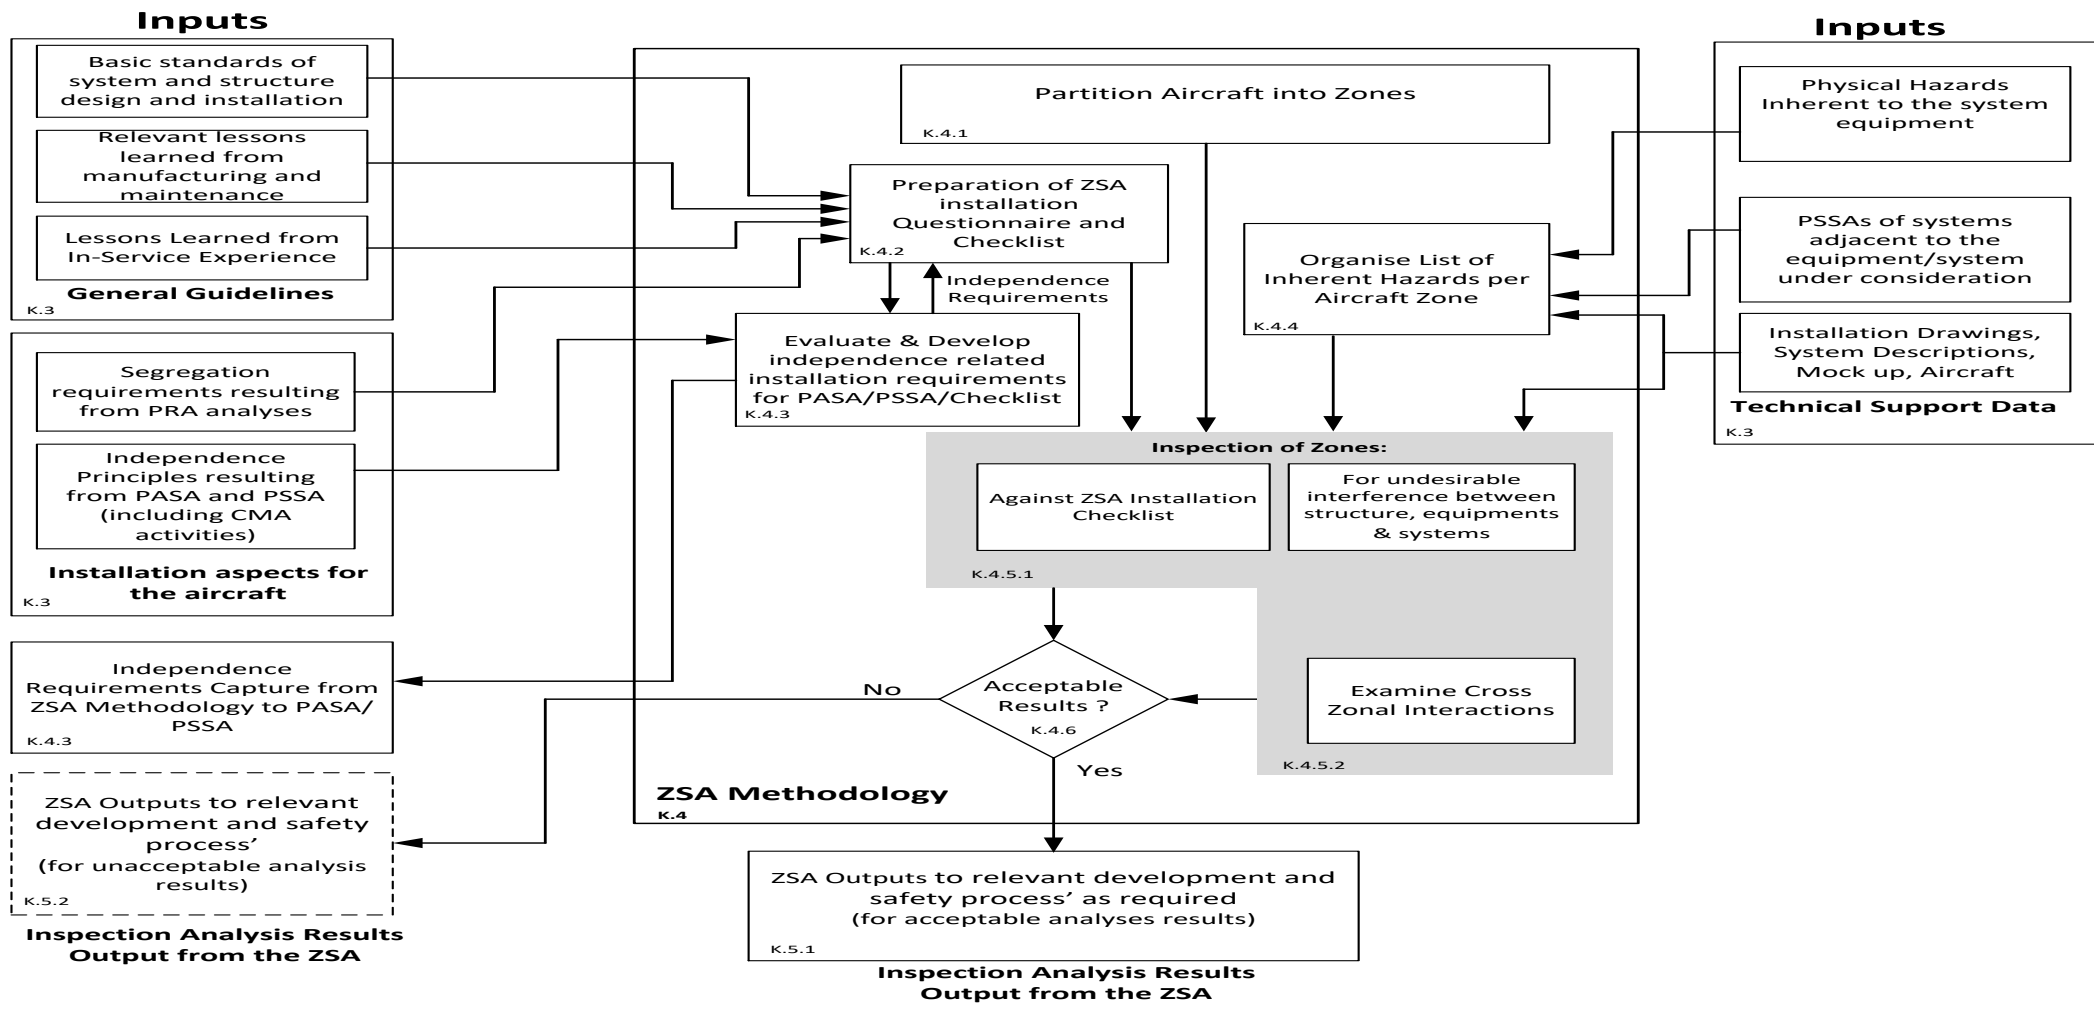 Inputs
Basic standards of
system and structure
design and installation
Relevant lessons
learned from
manufacturing and
maintenance
Lessons Learned from
In-Service Experience
General Guidelines
K.3
Segregation
requirements resulting
from PRA analyses
Independence
Principles resulting
from PASA and PSSA
(including CMA
activities)
Installation aspects for
the aircraft
K.3
Independence
Requirements Capture from
ZSA Methodology to PASA/
PSSA
K.4.3
ZSA Outputs to relevant
development and safety
process’
(for unacceptable analysis
results)
K.5.2
Inspection Analysis Results
Output from the ZSA
Partition Aircraft into Zones
K.4.1
Preparation of ZSA
installation
Questionnaire and
Checklist
K.4.2
Independence
Requirements
Evaluate & Develop
independence related
installation requirements
for PASA/PSSA/Checklist
K.4.3
Organise List of
Inherent Hazards per
Aircraft Zone
K.4.4
Inspection of Zones:
Against ZSA Installation
Checklist
For undesirable
interference between
structure, equipments
& systems
K.4.5.1
Acceptable
Results ?
K.4.6
No
Yes
Examine Cross
Zonal Interactions
K.4.5.2
ZSA Methodology
K.4
ZSA Outputs to relevant development and
safety process’ as required
(for acceptable analyses results)
K.5.1
Inspection Analysis Results
Output from the ZSA
Inputs
Physical Hazards
Inherent to the system
equipment
PSSAs of systems
adjacent to the
equipment/system
under consideration
Installation Drawings,
System Descriptions,
Mock up, Aircraft
Technical Support Data
K.3